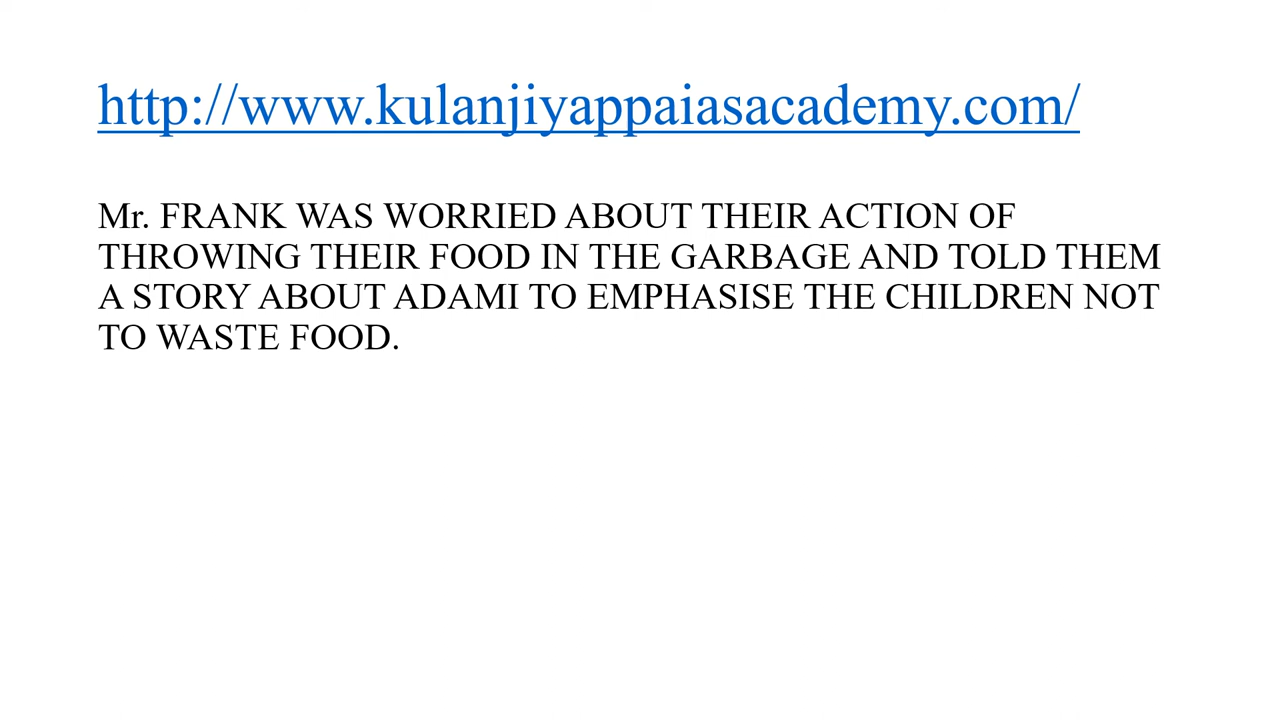 http://www.kulanjiyappaiasacademy.com/
Mr. FRANK WAS WORRIED ABOUT THEIR ACTION OF
THROWING THEIR FOOD IN THE GARBAGE AND TOLD THEM
A STORY ABOUT ADAMI TO EMPHASISE THE CHILDREN NOT
TO WASTE FOOD.